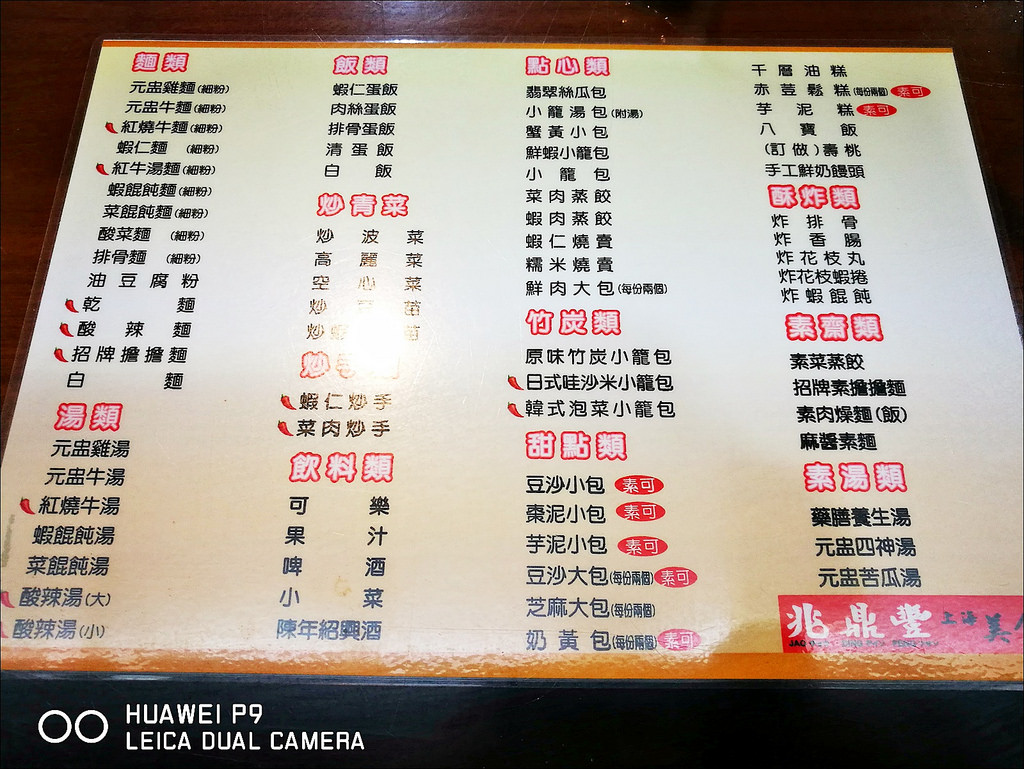 麵類
元盅雞麵(細粉)
元盅牛麵(細粉)
紅燒牛麵(細粉)
蝦仁麵 (細粉)
紅牛湯麵(細粉)
蝦餛飩麵(細粉)
菜餛飩麵(細粉)
酸菜麵 (細粉)
排骨麵 (細粉)
油豆腐粉
乾麵
酸辣麵
招牌擔擔麵
白麵
湯類
元盅雞湯
元盅牛湯
紅燒牛湯
蝦餛飩湯
菜餛飩湯
酸辣湯(大)
酸辣湯(小)
飯類
蝦仁蛋飯
肉絲蛋飯
排骨蛋飯
清蛋飯
白飯
炒青菜
炒波菜
高麗菜
空心菜
炒豆苗
炒蝦
炒手
蝦仁炒手
菜肉炒手
飲料類
可樂
果汁
啤酒
小菜
陳年紹興酒
點心類
翡翠絲瓜包
小籠湯包(附湯)
蟹黃小包
鮮蝦小籠包
小籠包
菜肉蒸餃
蝦肉蒸餃
蝦仁燒賣
糯米燒賣
鮮肉大包(每份兩個)
竹炭類
原味竹炭小籠包
日式哇沙米小籠包
韓式泡菜小籠包
甜點類
豆沙小包 素可
棗泥小包 素可
芋泥小包 素可
豆沙大包(每份兩個) 素可
芝麻大包(每份兩個)
奶黃包(每份兩個) 素可
千層油糕
赤荳鬆糕(每份兩個) 素可
芋泥糕 素可
八寶飯
(訂做)壽桃
手工鮮奶饅頭
酥炸類
炸排骨
炸香腸
炸花枝丸
炸花枝蝦捲
炸蝦餛飩
素齋類
素菜蒸餃
招牌素擔擔麵
素肉燥麵(飯)
麻醬素麵
素湯類
藥膳養生湯
元盅四神湯
元盅苦瓜湯
兆鼎豐 上海美
HUAWEI P9
LEICA DUAL CAMERA